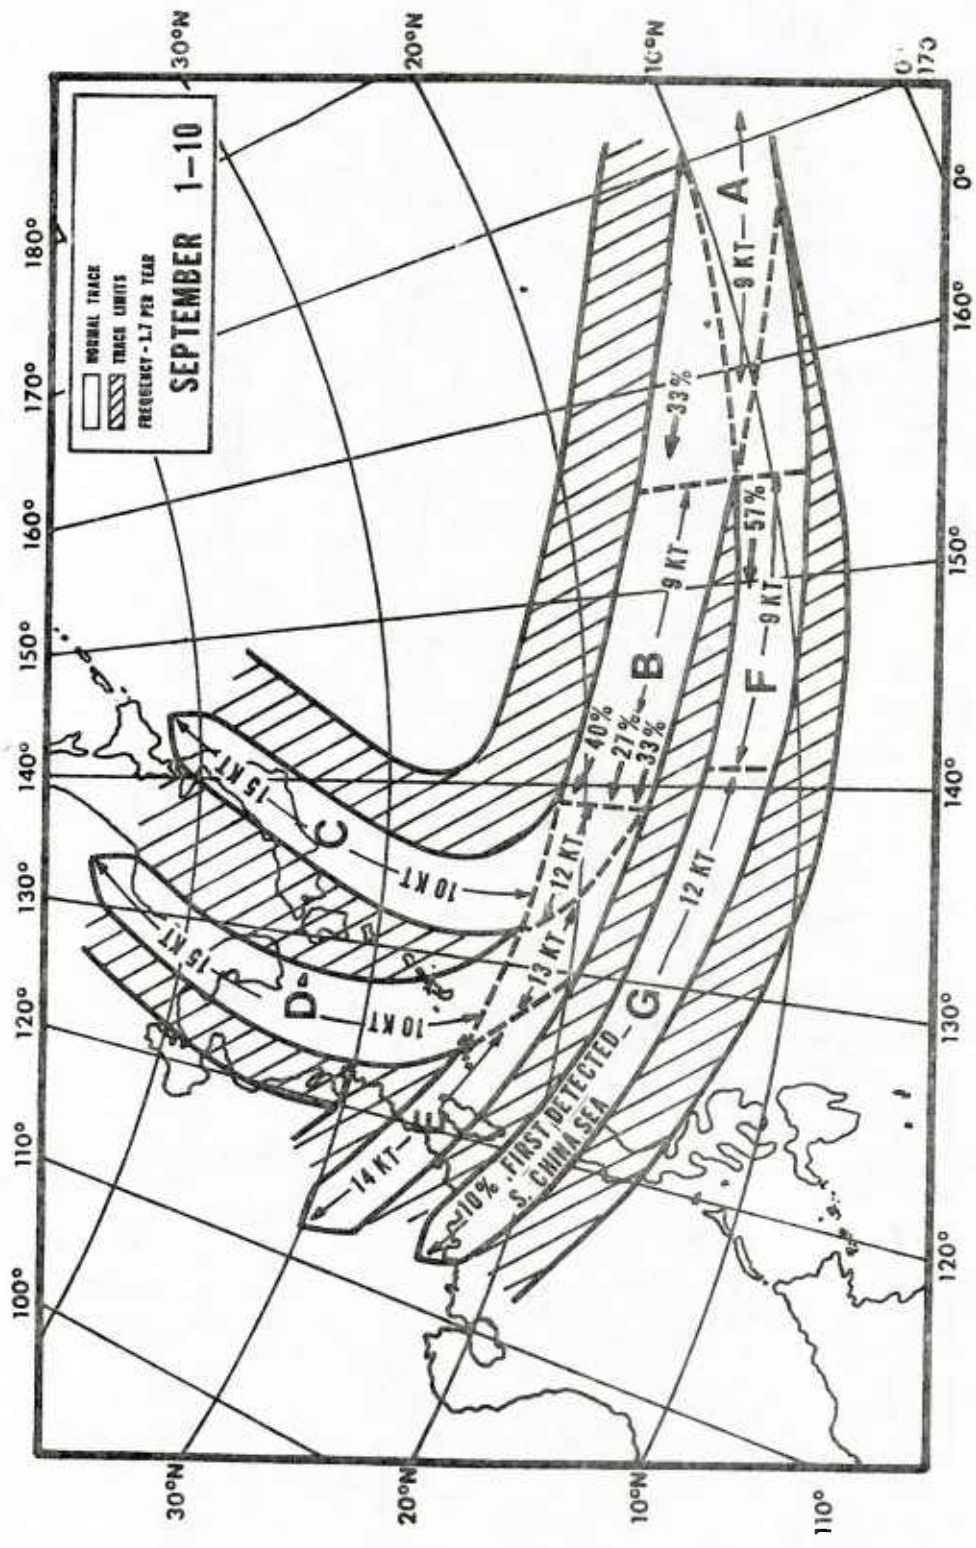 NORMAL TRACK
TRACK LIMITS
FREQUENCY - 1.7 PER YEAR
SEPTEMBER 1-10
100°
110°
120°
130°
140°
150°
160°
170°
180°
30°N
20°N
10°N
0°
170
30°N
20°N
10°N
110°
120°
130°
140°
150°
160°
0°
15 KT
C
10 KT
15 KT
D
10 KT
14 KT
E
13 KT
12 KT
40%
27%
33%
B
9 KT
33%
9 KT
A
57%
9 KT
F
12 KT
G
10% FIRST DETECTED
S. CHINA SEA